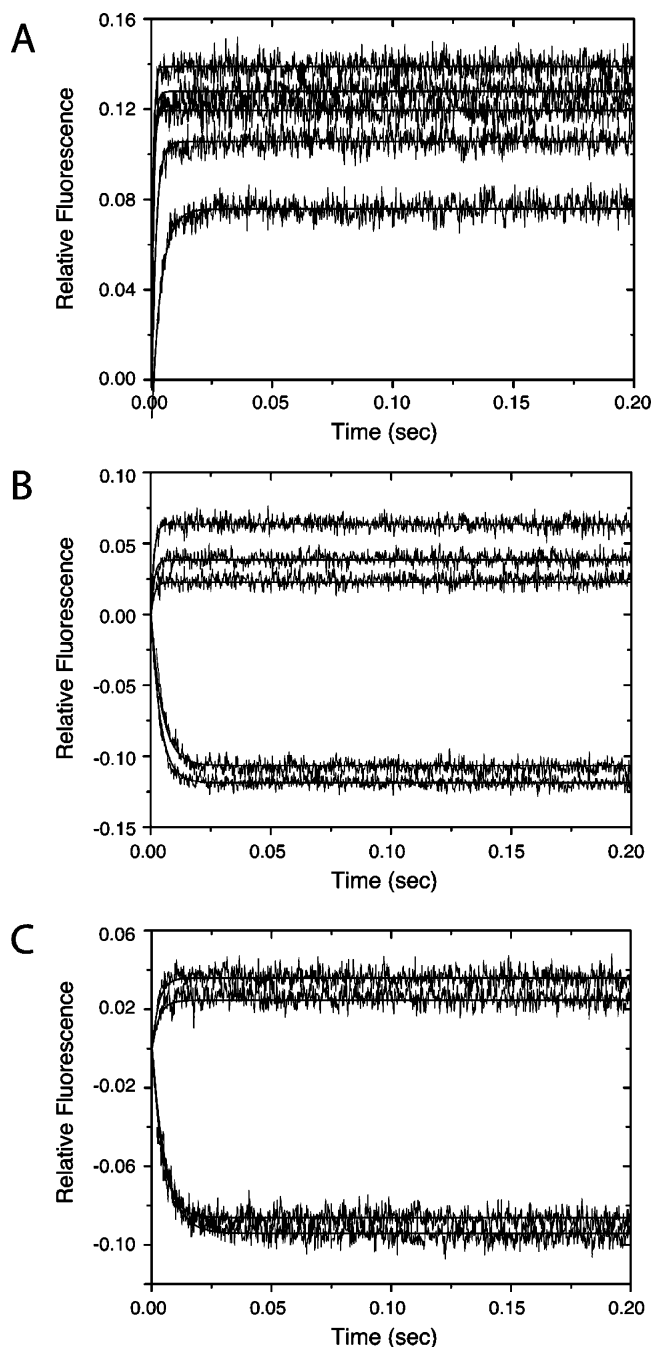 A
0.16
0.12
0.08
0.04
0.00
Relative Fluorescence
0.00 0.05 0.10 0.15 0.20
Time (sec)
B
0.10
0.05
0.00
-0.05
-0.10
-0.15
Relative Fluorescence
0.00 0.05 0.10 0.15 0.20
Time (sec)
C
0.06
0.02
-0.02
-0.06
-0.10
Relative Fluorescence
0.00 0.05 0.10 0.15 0.20
Time (sec)